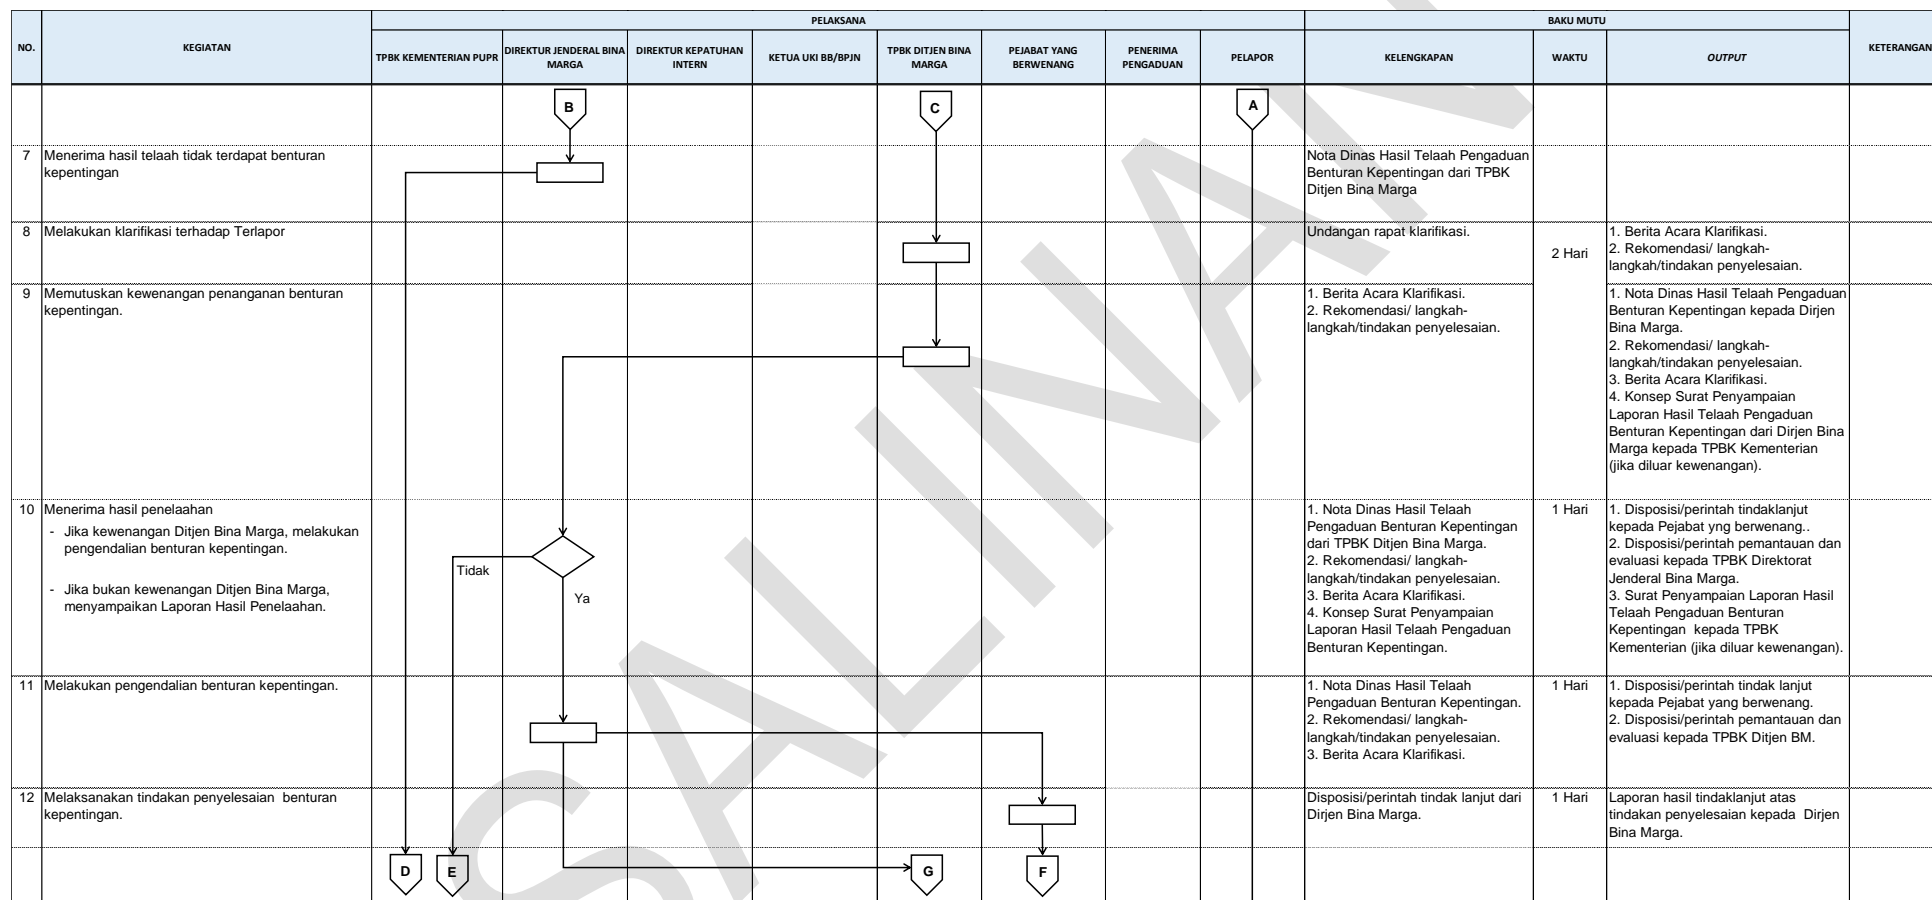 NO.
KEGIATAN
PELAKSANA
BAKU MUTU
KETERANGAN
TPBK KEMENTERIAN PUPR
DIREKTUR JENDERAL BINA
MARGA
DIREKTUR KEPATUHAN
INTERN
KETUA UKI BB/BPJN
TPBK DITJEN BINA
MARGA
PEJABAT YANG
BERWENANG
PENERIMA
PENGADUAN
PELAPOR
KELENGKAPAN
WAKTU
OUTPUT
B
C
A
7
Menerima hasil telaah tidak terdapat benturan
kepentingan
Nota Dinas Hasil Telaah Pengaduan
Benturan Kepentingan dari TPBK
Ditjen Bina Marga
8
Melakukan klarifikasi terhadap Terlapor
Undangan rapat klarifikasi.
2 Hari
1. Berita Acara Klarifikasi.
2. Rekomendasi/ langkah-
langkah/tindakan penyelesaian.
9
Memutuskan kewenangan penanganan benturan
kepentingan.
1. Berita Acara Klarifikasi.
2. Rekomendasi/ langkah-
langkah/tindakan penyelesaian.
1. Nota Dinas Hasil Telaah Pengaduan
Benturan Kepentingan kepada Dirjen
Bina Marga.
2. Rekomendasi/ langkah-
langkah/tindakan penyelesaian.
3. Berita Acara Klarifikasi.
4. Konsep Surat Penyampaian
Laporan Hasil Telaah Pengaduan
Benturan Kepentingan dari Dirjen Bina
Marga kepada TPBK Kementerian
(jika diluar kewenangan).
10
Menerima hasil penelaahan
- Jika kewenangan Ditjen Bina Marga, melakukan
pengendalian benturan kepentingan.
- Jika bukan kewenangan Ditjen Bina Marga,
menyampaikan Laporan Hasil Penelaahan.
Tidak
Ya
1. Nota Dinas Hasil Telaah
Pengaduan Benturan Kepentingan
dari TPBK Ditjen Bina Marga.
2. Rekomendasi/ langkah-
langkah/tindakan penyelesaian.
3. Berita Acara Klarifikasi.
4. Konsep Surat Penyampaian
Laporan Hasil Telaah Pengaduan
Benturan Kepentingan.
1 Hari
1. Disposisi/perintah tindaklanjut
kepada Pejabat yng berwenang..
2. Disposisi/perintah pemantauan dan
evaluasi kepada TPBK Direktorat
Jenderal Bina Marga.
3. Surat Penyampaian Laporan Hasil
Telaah Pengaduan Benturan
Kepentingan  kepada TPBK
Kementerian (jika diluar kewenangan).
11
Melakukan pengendalian benturan kepentingan.
1. Nota Dinas Hasil Telaah
Pengaduan Benturan Kepentingan.
2. Rekomendasi/ langkah-
langkah/tindakan penyelesaian.
3. Berita Acara Klarifikasi.
1 Hari
1. Disposisi/perintah tindak lanjut
kepada Pejabat yang berwenang.
2. Disposisi/perintah pemantauan dan
evaluasi kepada TPBK Ditjen BM.
12
Melaksanakan tindakan penyelesaian  benturan
kepentingan.
Disposisi/perintah tindak lanjut dari
Dirjen Bina Marga.
1 Hari
Laporan hasil tindaklanjut atas
tindakan penyelesaian kepada  Dirjen
Bina Marga.
D
E
G
F
SALINAN